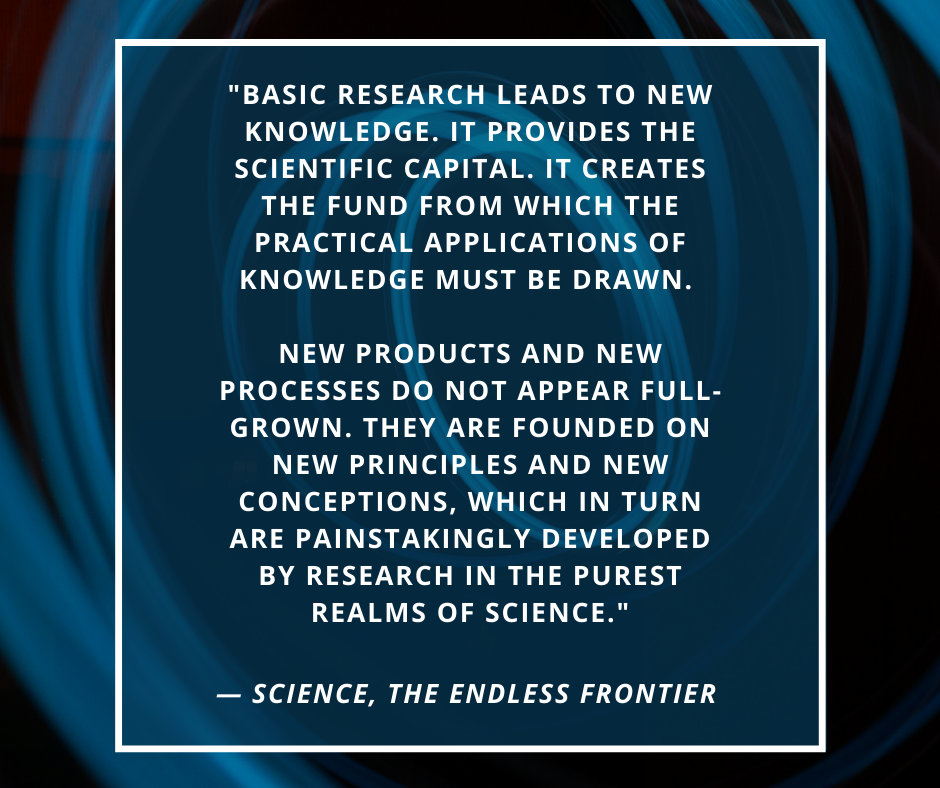 "BASIC RESEARCH LEADS TO NEW
KNOWLEDGE. IT PROVIDES THE
SCIENTIFIC CAPITAL. IT CREATES
THE FUND FROM WHICH THE
PRACTICAL APPLICATIONS OF
KNOWLEDGE MUST BE DRAWN.
NEW PRODUCTS AND NEW
PROCESSES DO NOT APPEAR FULL-
GROWN. THEY ARE FOUNDED ON
NEW PRINCIPLES AND NEW
CONCEPTIONS, WHICH IN TURN
ARE PAINSTAKINGLY DEVELOPED
BY RESEARCH IN THE PUREST
REALMS OF SCIENCE."
— SCIENCE, THE ENDLESS FRONTIER